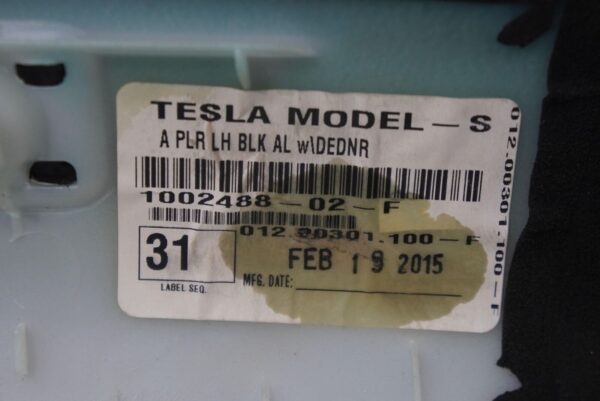 TESLA MODEL-S
A PLR LH BLK AL w\DEDNR
1002488-02-F
012.00301.100-F
31
FEB 19 2015
LABEL SEQ.
MFG. DATE:
012.00301.100-F